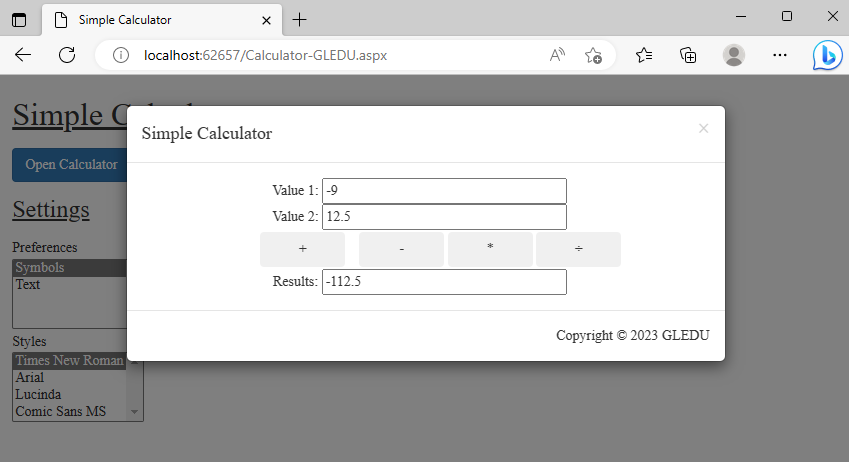 Simple Calculator
localhost:62657/Calculator-GLEDU.aspx
Simple
Simple Calculator
×
Open Calculator
Value 1: -9
Value 2: 12.5
+ - * ÷
Results: -112.5
Copyright © 2023 GLEDU
Settings
Preferences
Symbols
Text
Styles
Times New Roman
Arial
Lucinda
Comic Sans MS